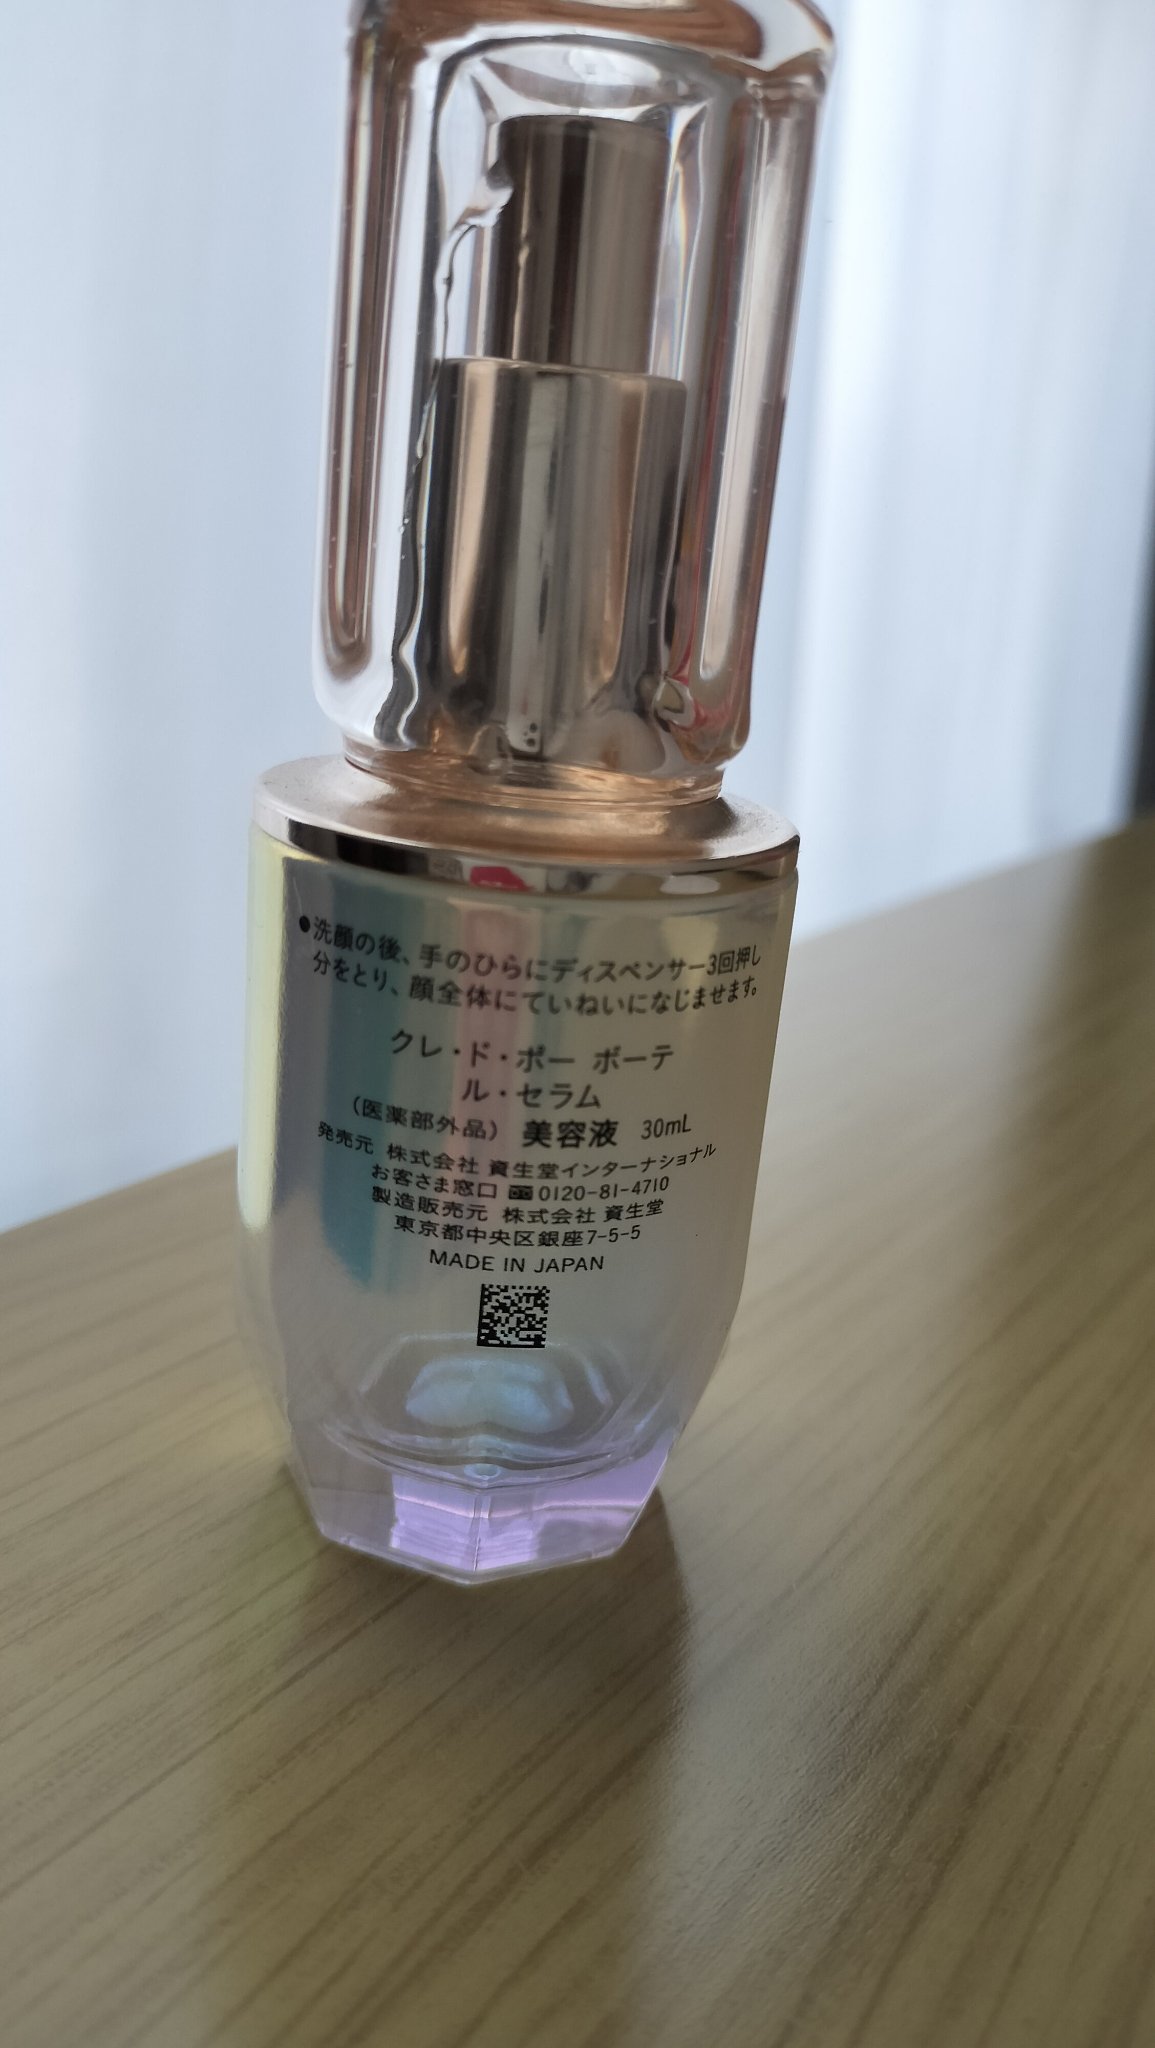 ●洗顔の後、手のひらにディスペンサー3回押し
分をとり、顔全体にていねいになじませます。
クレ・ド・ポー ボーテ
ル・セラム
(医薬部外品) 美容液 30mL
発売元 株式会社 資生堂インターナショナル
お客さま窓口 0120-81-4710
製造販売元 株式会社 資生堂
東京都中央区銀座7-5-5
MADE IN JAPAN